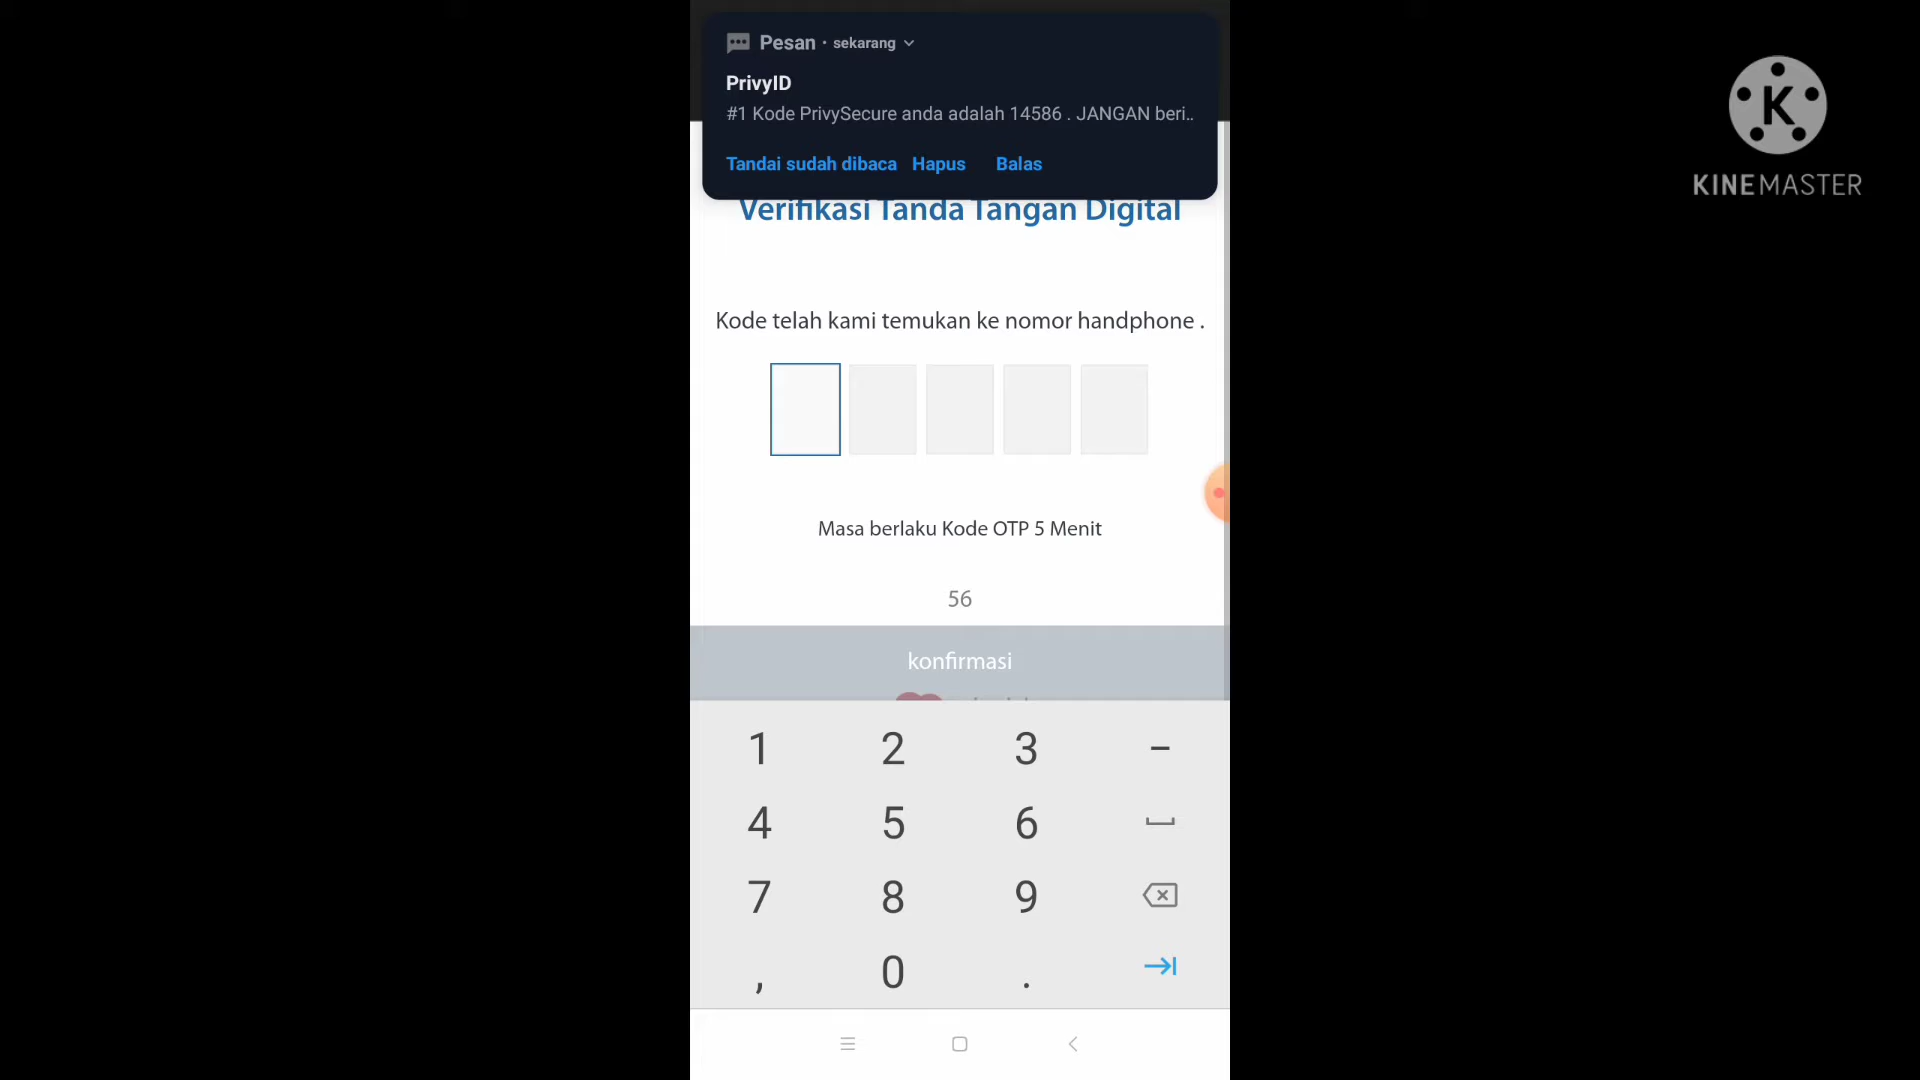 Pesan · sekarang
PrivyID
#1 Kode PrivySecure anda adalah 14586 . JANGAN beri..
Tandai sudah dibaca Hapus Balas
Verifikasi Tanda Tangan Digital
Kode telah kami temukan ke nomor handphone .
Masa berlaku Kode OTP 5 Menit
56
konfirmasi
1 2 3 -
4 5 6
7 8 9
, 0 .
K
KINEMASTER